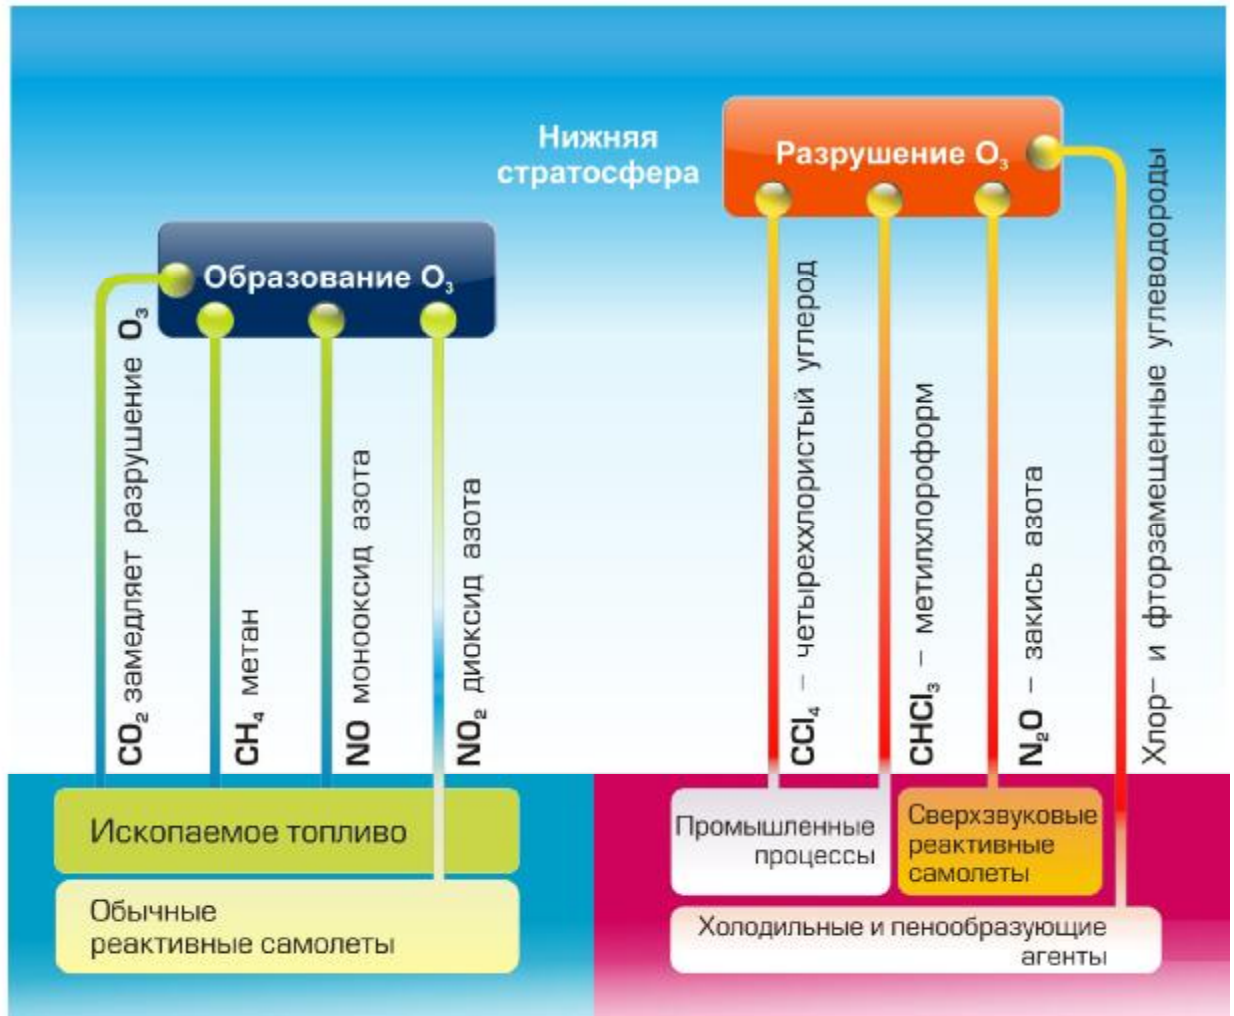 Нижняя
стратосфера
Разрушение O₃
Образование O₃
CO₂ замедляет разрушение O₃
CH₄ метан
NO монооксид азота
NO₂ диоксид азота
CCl₄ – четыреххлористый углерод
CHCl₃ – метилхлороформ
N₂O – закись азота
Хлор– и фторзамещенные углеводороды
Ископаемое топливо
Обычные
реактивные самолеты
Промышленные
процессы
Сверхзвуковые
реактивные
самолеты
Холодильные и пенообразующие
агенты